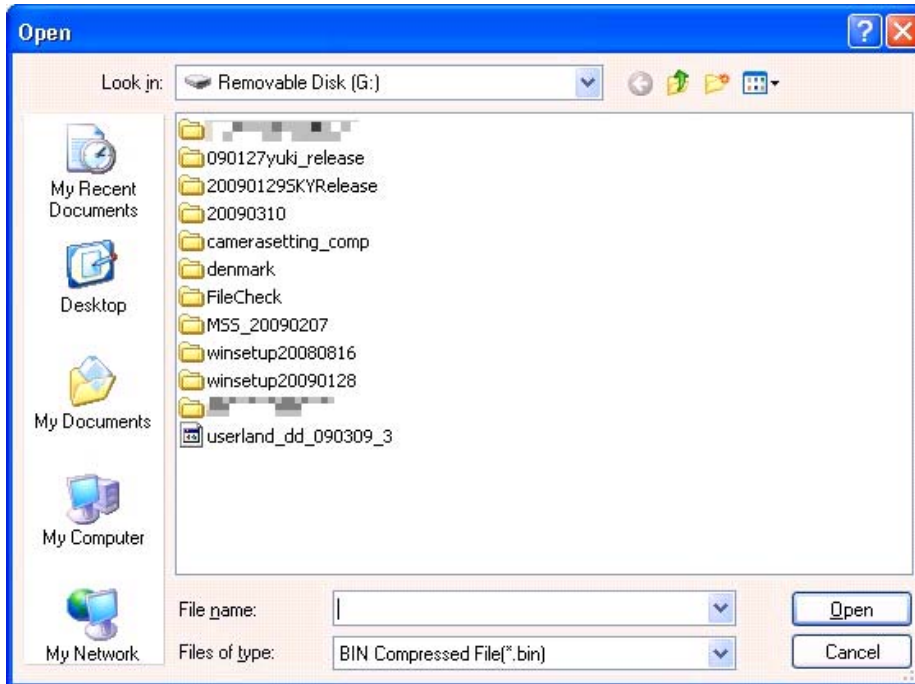 Open
Look in:
Removable Disk (G:)
090127yuki_release
20090129SKYRelease
20090310
camerasetting_comp
denmark
FileCheck
MSS_20090207
winsetup20080816
winsetup20090128
userland_dd_090309_3
My Recent
Documents
Desktop
My Documents
My Computer
My Network
File name:
Open
Files of type:
BIN Compressed File(*.bin)
Cancel